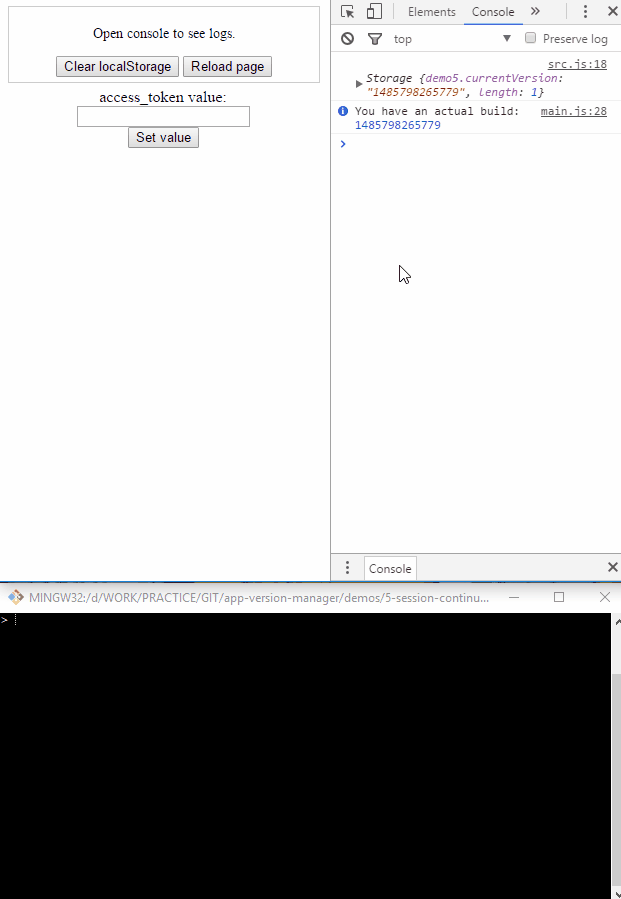 Open console to see logs.
Clear localStorage Reload page
access_token value:
Set value
Elements Console »
top Preserve log
src.js:18
Storage {demo5.currentVersion:
"1485798265779", length: 1}
You have an actual build: main.js:28
1485798265779
>
Console
MINGW32:/d/WORK/PRACTICE/GIT/app-version-manager/demos/5-session-continu...
>